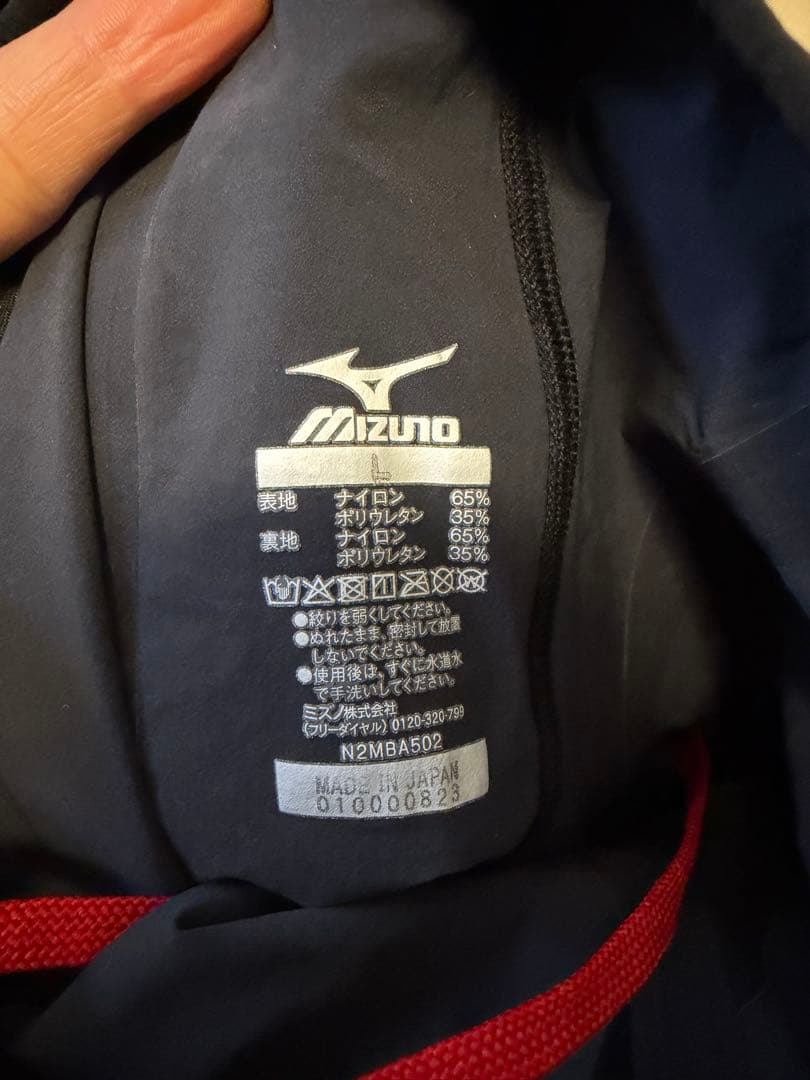 MIZUNO
L
表地 ナイロン 65%
ポリウレタン 35%
裏地 ナイロン 65%
ポリウレタン 35%
●絞りを弱くしてください。
●ぬれたまま、密封して放置
しないでください。
●使用後は、すぐに水道水
で手洗いしてください。
ミズノ株式会社
(フリーダイヤル) 0120-320-799
N2MBA502
MADE IN JAPAN
010000823